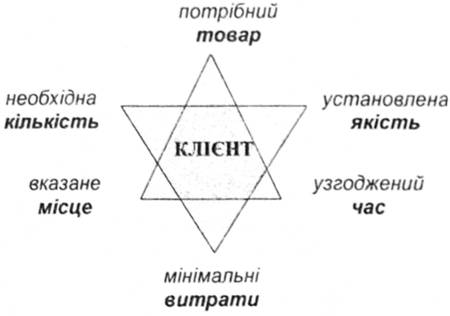 потрібний
товар
необхідна
кількість
установлена
якість
КЛІЄНТ
вказане
місце
узгоджений
час
мінімальні
витрати